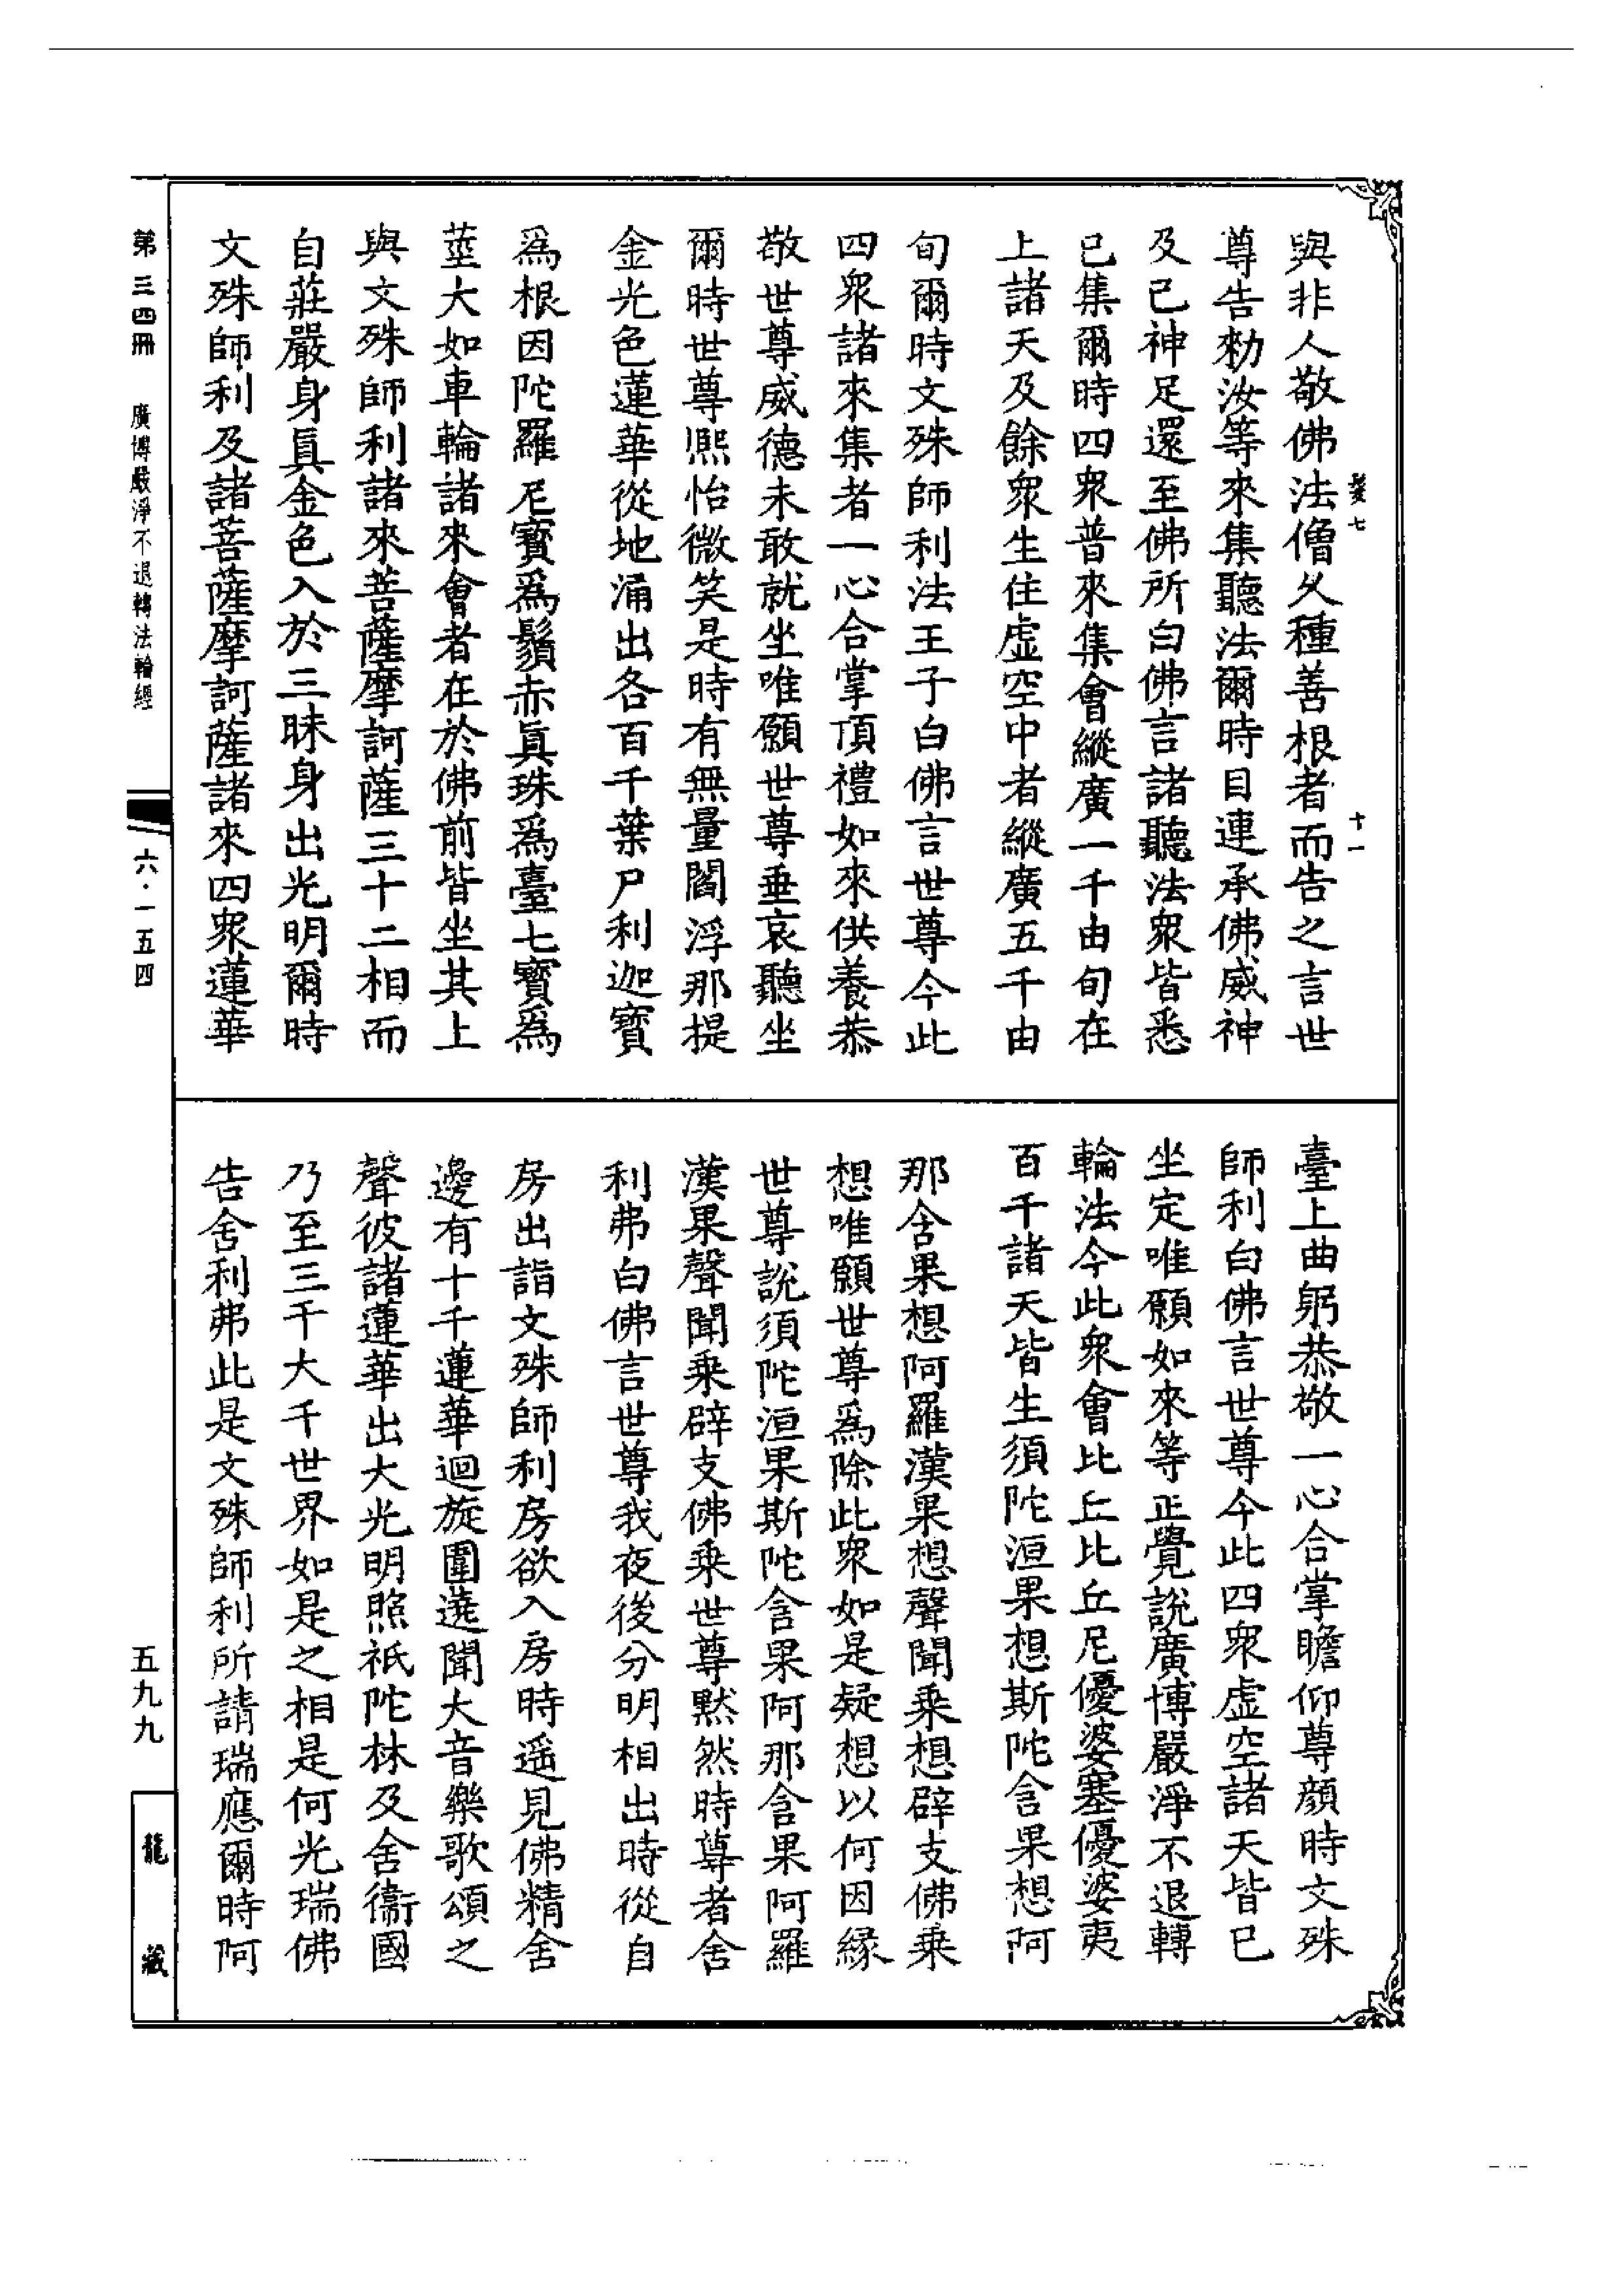 與非人敬佛法僧久種善根者而告之言世
尊告勑汝等來集聽法爾時目連承佛威神
及已神足還至佛所白佛言諸聽法衆皆悉
已集爾時四衆普來集會縱廣一千由旬在
上諸天及餘衆生住虛空中者縱廣五千由
旬爾時文殊師利法王子白佛言世尊今此
四衆諸來集者一心合掌頂禮如來供養恭
敬世尊威德未敢就坐唯願世尊垂哀聽坐
爾時世尊熈怡微笑是時有無量閻浮那提
金光色蓮華從地涌出各百千葉尸利迦寶
爲根因陀羅尼寳爲鬚赤眞珠爲臺七寳爲
莖大如車輪諸來會者在於佛前皆坐其上
與文殊師利諸來菩薩摩訶薩三十二相而
自莊嚴身眞金色入於三昧身出光明爾時
文殊師利及諸菩薩摩訶薩諸來四衆蓮華
髮七
十一
臺上曲躬恭敬一心合掌瞻仰尊顏時文殊
師利白佛言世尊今此四衆虛空諸天皆已
坐定唯願如來等正覺說廣博嚴淨不退轉
輪法今此衆會比丘比丘尼優婆塞優婆夷
百千諸天皆生須陀洹果想斯陀含果想阿
那含果想阿羅漢果想聲聞乘想辟支佛乘
想唯願世尊爲除此衆如是疑想以何因緣
世尊說須陀洹果斯陀含果阿那含果阿羅
漢果聲聞乘辟支佛乘世尊默然時尊者舍
利弗白佛言世尊我夜後分明相出時從自
房出詣文殊師利房欲入房時遥見佛精舍
邊有十千蓮華迴旋圍遶聞大音樂歌頌之
聲彼諸蓮華出大光明照祇陀林及舍衞國
乃至三千大千世界如是之相是何光瑞佛
告舍利弗此是文殊師利所請瑞應爾時阿
第三四冊　廣博嚴淨不退轉法輪經
六・一五四
五九九
龍藏